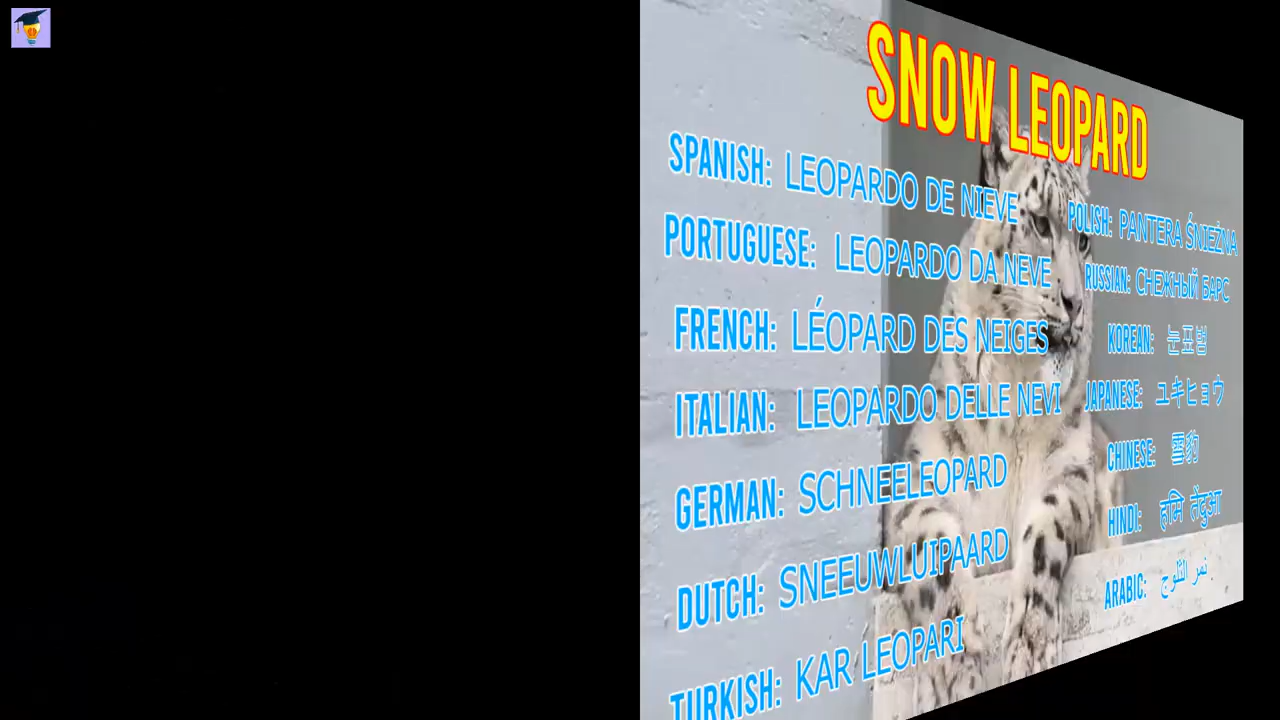 SNOW LEOPARD
SPANISH: LEOPARDO DE NIEVE
PORTUGUESE: LEOPARDO DA NEVE
FRENCH: LÉOPARD DES NEIGES
ITALIAN: LEOPARDO DELLE NEVI
GERMAN: SCHNEELEOPARD
DUTCH: SNEEUWLUIPAARD
TURKISH: KAR LEOPARI
POLISH: PANTERA ŚNIEŻNA
RUSSIAN: СНЕЖНЫЙ БАРС
KOREAN: 눈표범
JAPANESE: ユキヒョウ
CHINESE: 雪豹
HINDI: हिम तेंदुआ
ARABIC: نمر الثلوج